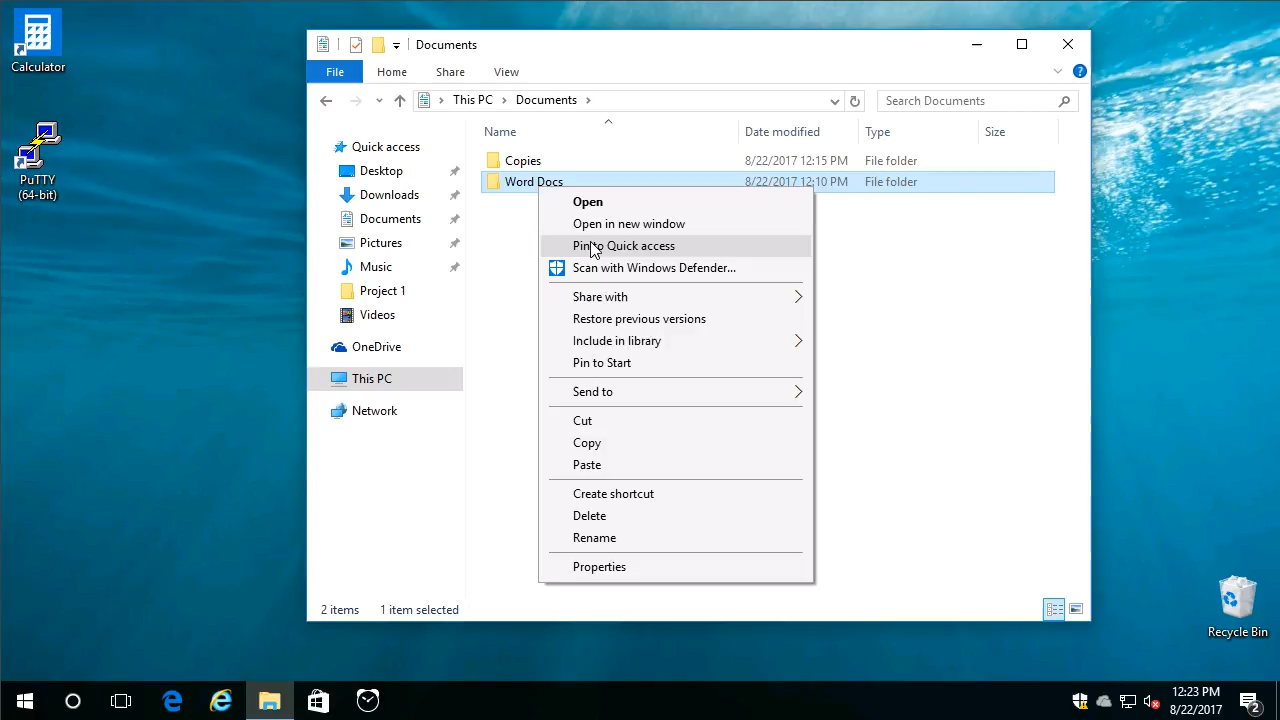 Calculator
PuTTY
(64-bit)
Documents
File
Home
Share
View
This PC
Documents
Search Documents
Name
Date modified
Type
Size
Copies
8/22/2017 12:15 PM
File folder
Word Docs
8/22/2017 12:10 PM
File folder
Quick access
Desktop
Downloads
Documents
Pictures
Music
Project 1
Videos
OneDrive
This PC
Network
Open
Open in new window
Pin to Quick access
Scan with Windows Defender...
Share with
Restore previous versions
Include in library
Pin to Start
Send to
Cut
Copy
Paste
Create shortcut
Delete
Rename
Properties
2 items
1 item selected
Recycle Bin
12:23 PM
8/22/2017
2